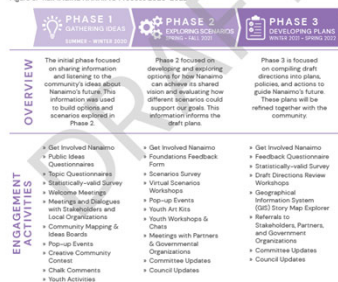 PHASE 1
GATHERING IDEAS
SUMMER - WINTER 2020
PHASE 2
EXPLORING SCENARIOS
SPRING - FALL 2021
PHASE 3
DEVELOPING PLANS
WINTER 2021 - SPRING 2022
OVERVIEW
The initial phase focused
on sharing information
and listening to the
community's ideas about
Nanaimo's future. This
information was used
to build options and
scenarios explored in
Phase 2.
Phase 2 focused on
developing and exploring
options for how Nanaimo
can achieve its shared
vision and evaluating how
different scenarios could
support our goals. This
information informs the
draft plans.
Phase 3 is focused
on compiling draft
directions into plans,
policies, and actions to
guide Nanaimo's future.
These plans will be
refined together with the
community.
ENGAGEMENT
ACTIVITIES
» Get Involved Nanaimo
» Public Ideas
Questionnaires
» Topic Questionnaires
» Statistically-valid Survey
» Welcome Meetings
» Meetings and Dialogues
with Stakeholders and
Local Organizations
» Community Mapping &
Ideas Boards
» Pop-up Events
» Creative Community
Contest
» Chalk Comments
» Youth Activities
» Get Involved Nanaimo
» Foundations Feedback
Form
» Scenarios Survey
» Virtual Scenarios
Workshops
» Pop-up Events
» Youth Art Kits
» Youth Workshops &
Chats
» Meetings with Partners
& Governmental
Organizations
» Committee Updates
» Council Updates
» Get Involved Nanaimo
» Feedback Questionnaire
» Statistically-valid Survey
» Draft Directions Review
Workshops
» Geographical
Information System
(GIS) Story Map Explorer
» Referrals to
Stakeholders, Partners,
and Government
Organizations
» Committee Updates
» Council Updates